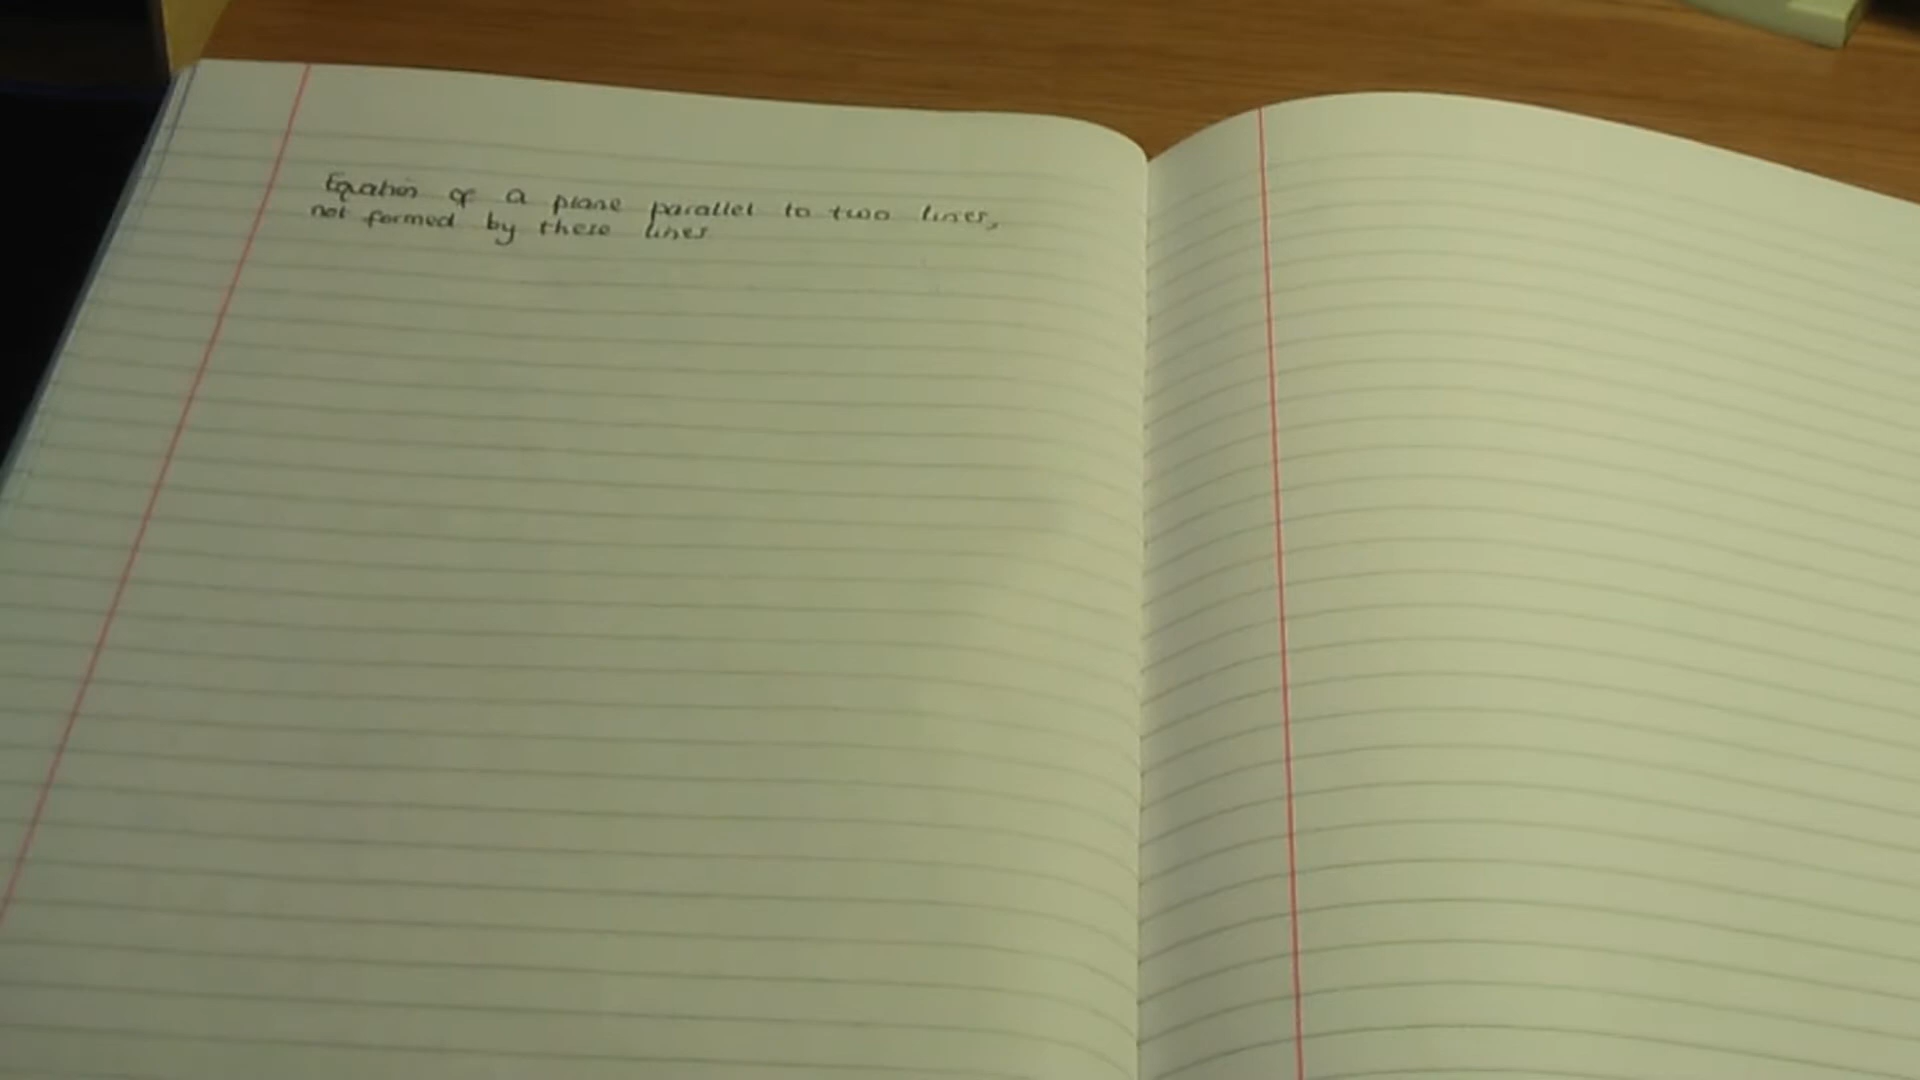 Equation of a plane parallel to two lines,
not formed by these lines